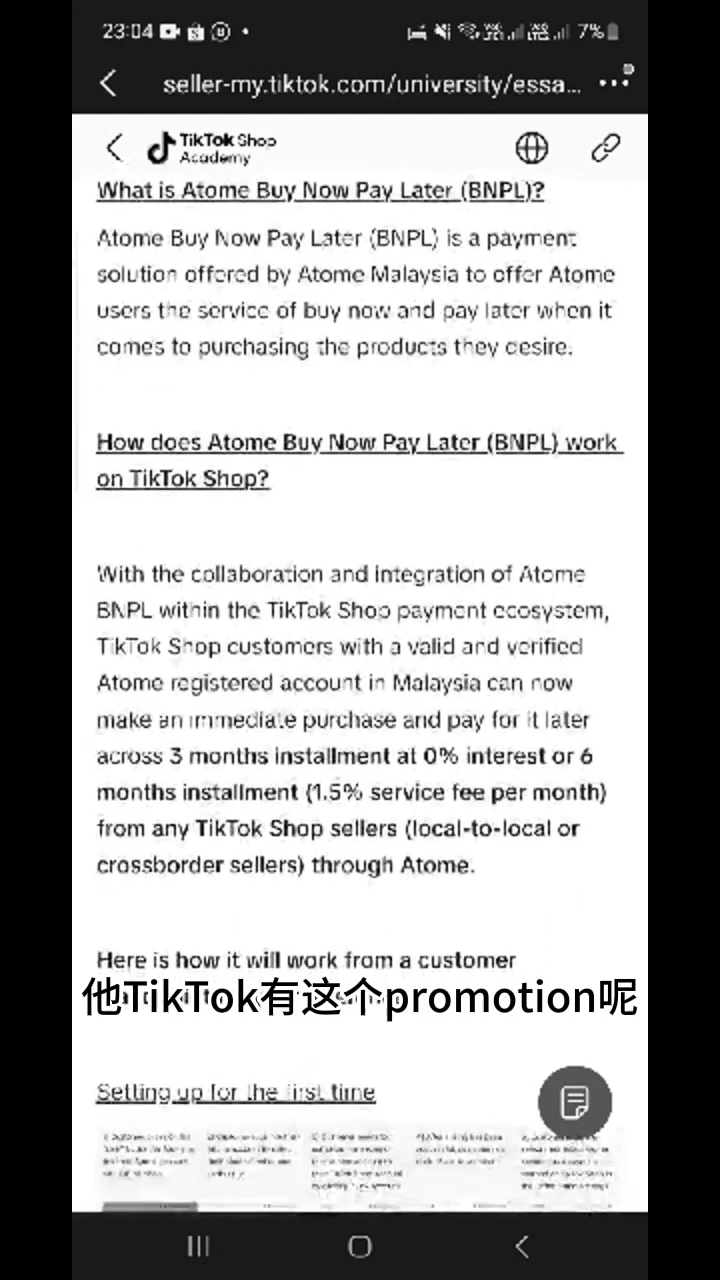 23:04
7%
seller-my.tiktok.com/university/essa...
TikTok Shop
Academy
What is Atome Buy Now Pay Later (BNPL)?
Atome Buy Now Pay Later (BNPL) is a payment
solution offered by Atome Malaysia to offer Atome
users the service of buy now and pay later when it
comes to purchasing the products they desire.
How does Atome Buy Now Pay Later (BNPL) work
on TikTok Shop?
With the collaboration and integration of Atome
BNPL within the TikTok Shop payment ecosystem,
TikTok Shop customers with a valid and verified
Atome registered account in Malaysia can now
make an immediate purchase and pay for it later
across 3 months installment at 0% interest or 6
months installment (1.5% service fee per month)
from any TikTok Shop sellers (local-to-local or
crossborder sellers) through Atome.
Here is how it will work from a customer
他TikTok有这个promotion呢
Setting up for the first time